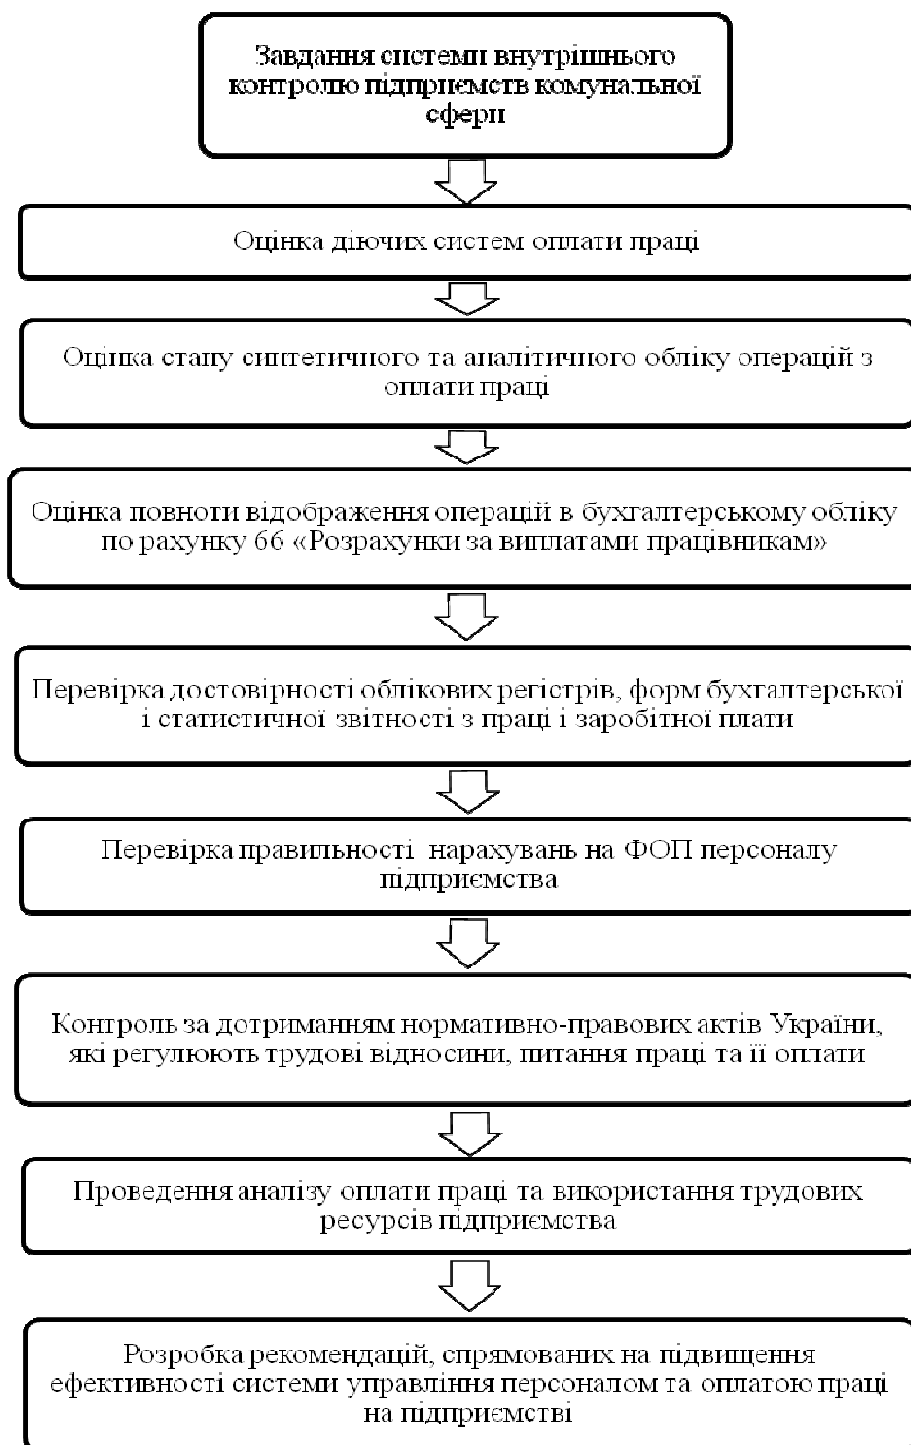 Завдання системи внутрішнього
контролю підприємств комунальної
сфери
Оцінка діючих систем оплати праці
Оцінка стану синтетичного та аналітичного обліку операцій з
оплати праці
Оцінка повноти відображення операцій в бухгалтерському обліку
по рахунку 66 «Розрахунки за виплатами працівникам»
Перевірка достовірності облікових регістрів, форм бухгалтерської
і статистичної звітності з праці і заробітної плати
Перевірка правильності нарахувань на ФОП персоналу
підприємства
Контроль за дотриманням нормативно-правових актів України,
які регулюють трудові відносини, питання праці та її оплати
Проведення аналізу оплати праці та використання трудових
ресурсів підприємства
Розробка рекомендацій, спрямованих на підвищення
ефективності системи управління персоналом та оплатою праці
на підприємстві